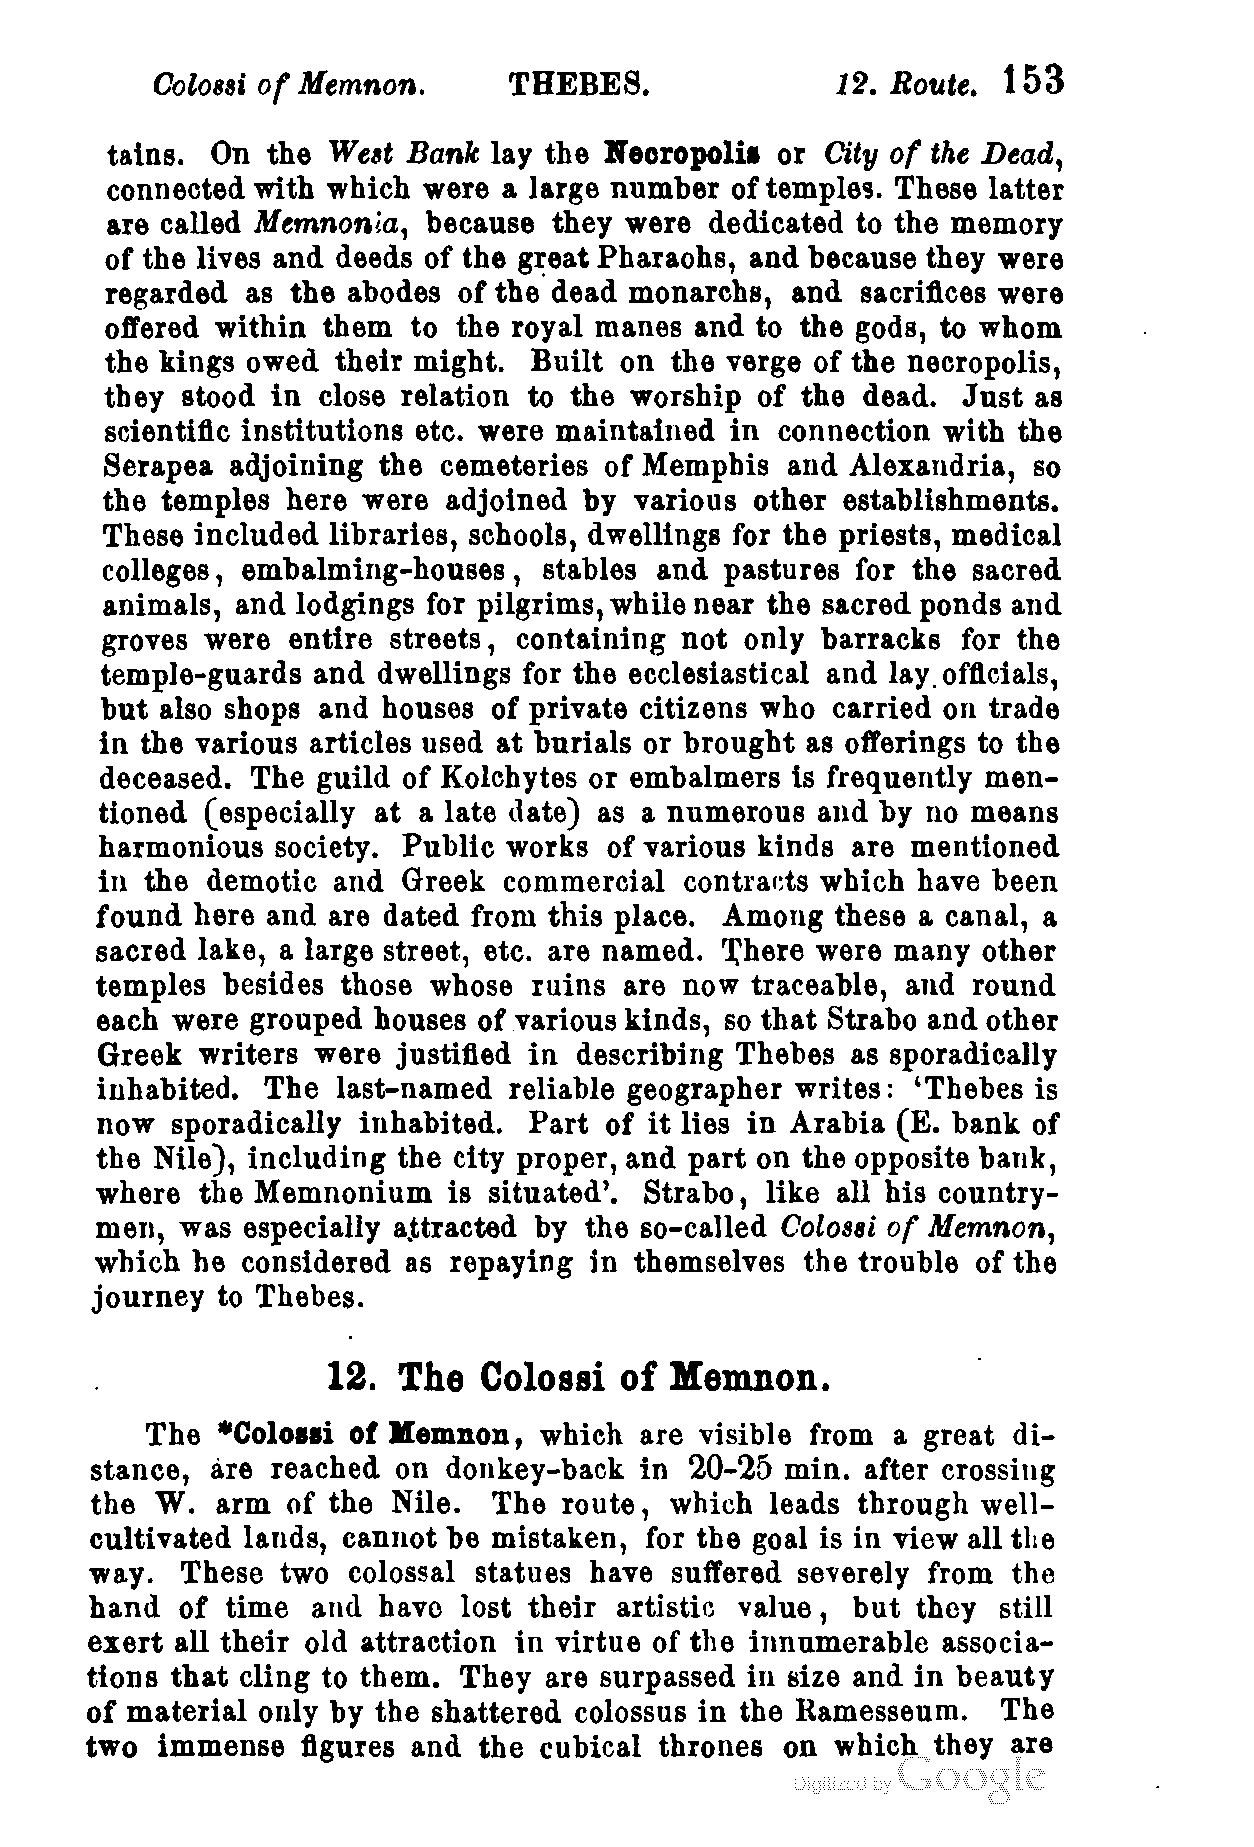 Colossi of Memnon. THEBES. 12. Route. 153
tains. On the West Bank lay the Necropolis or City of the Dead,
connected with which were a large number of temples. These latter
are called Memnonia, because they were dedicated to the memory
of the lives and deeds of the great Pharaohs, and because they were
regarded as the abodes of the dead monarchs, and sacrifices were
offered within them to the royal manes and to the gods, to whom
the kings owed their might. Built on the verge of the necropolis,
they stood in close relation to the worship of the dead. Just as
scientific institutions etc. were maintained in connection with the
Serapea adjoining the cemeteries of Memphis and Alexandria, so
the temples here were adjoined by various other establishments.
These included libraries, schools, dwellings for the priests, medical
colleges, embalming-houses, stables and pastures for the sacred
animals, and lodgings for pilgrims, while near the sacred ponds and
groves were entire streets, containing not only barracks for the
temple-guards and dwellings for the ecclesiastical and lay officials,
but also shops and houses of private citizens who carried on trade
in the various articles used at burials or brought as offerings to the
deceased. The guild of Kolchytes or embalmers is frequently men-
tioned (especially at a late date) as a numerous and by no means
harmonious society. Public works of various kinds are mentioned
in the demotic and Greek commercial contracts which have been
found here and are dated from this place. Among these a canal, a
sacred lake, a large street, etc. are named. There were many other
temples besides those whose ruins are now traceable, and round
each were grouped houses of various kinds, so that Strabo and other
Greek writers were justified in describing Thebes as sporadically
inhabited. The last-named reliable geographer writes: ‘Thebes is
now sporadically inhabited. Part of it lies in Arabia (E. bank of
the Nile), including the city proper, and part on the opposite bank,
where the Memnonium is situated’. Strabo, like all his country-
men, was especially attracted by the so-called Colossi of Memnon,
which he considered as repaying in themselves the trouble of the
journey to Thebes.
12. The Colossi of Memnon.
The *Colossi of Memnon, which are visible from a great di-
stance, are reached on donkey-back in 20-25 min. after crossing
the W. arm of the Nile. The route, which leads through well-
cultivated lands, cannot be mistaken, for the goal is in view all the
way. These two colossal statues have suffered severely from the
hand of time and have lost their artistic value, but they still
exert all their old attraction in virtue of the innumerable associa-
tions that cling to them. They are surpassed in size and in beauty
of material only by the shattered colossus in the Ramesseum. The
two immense figures and the cubical thrones on which they are
Digitized by Google